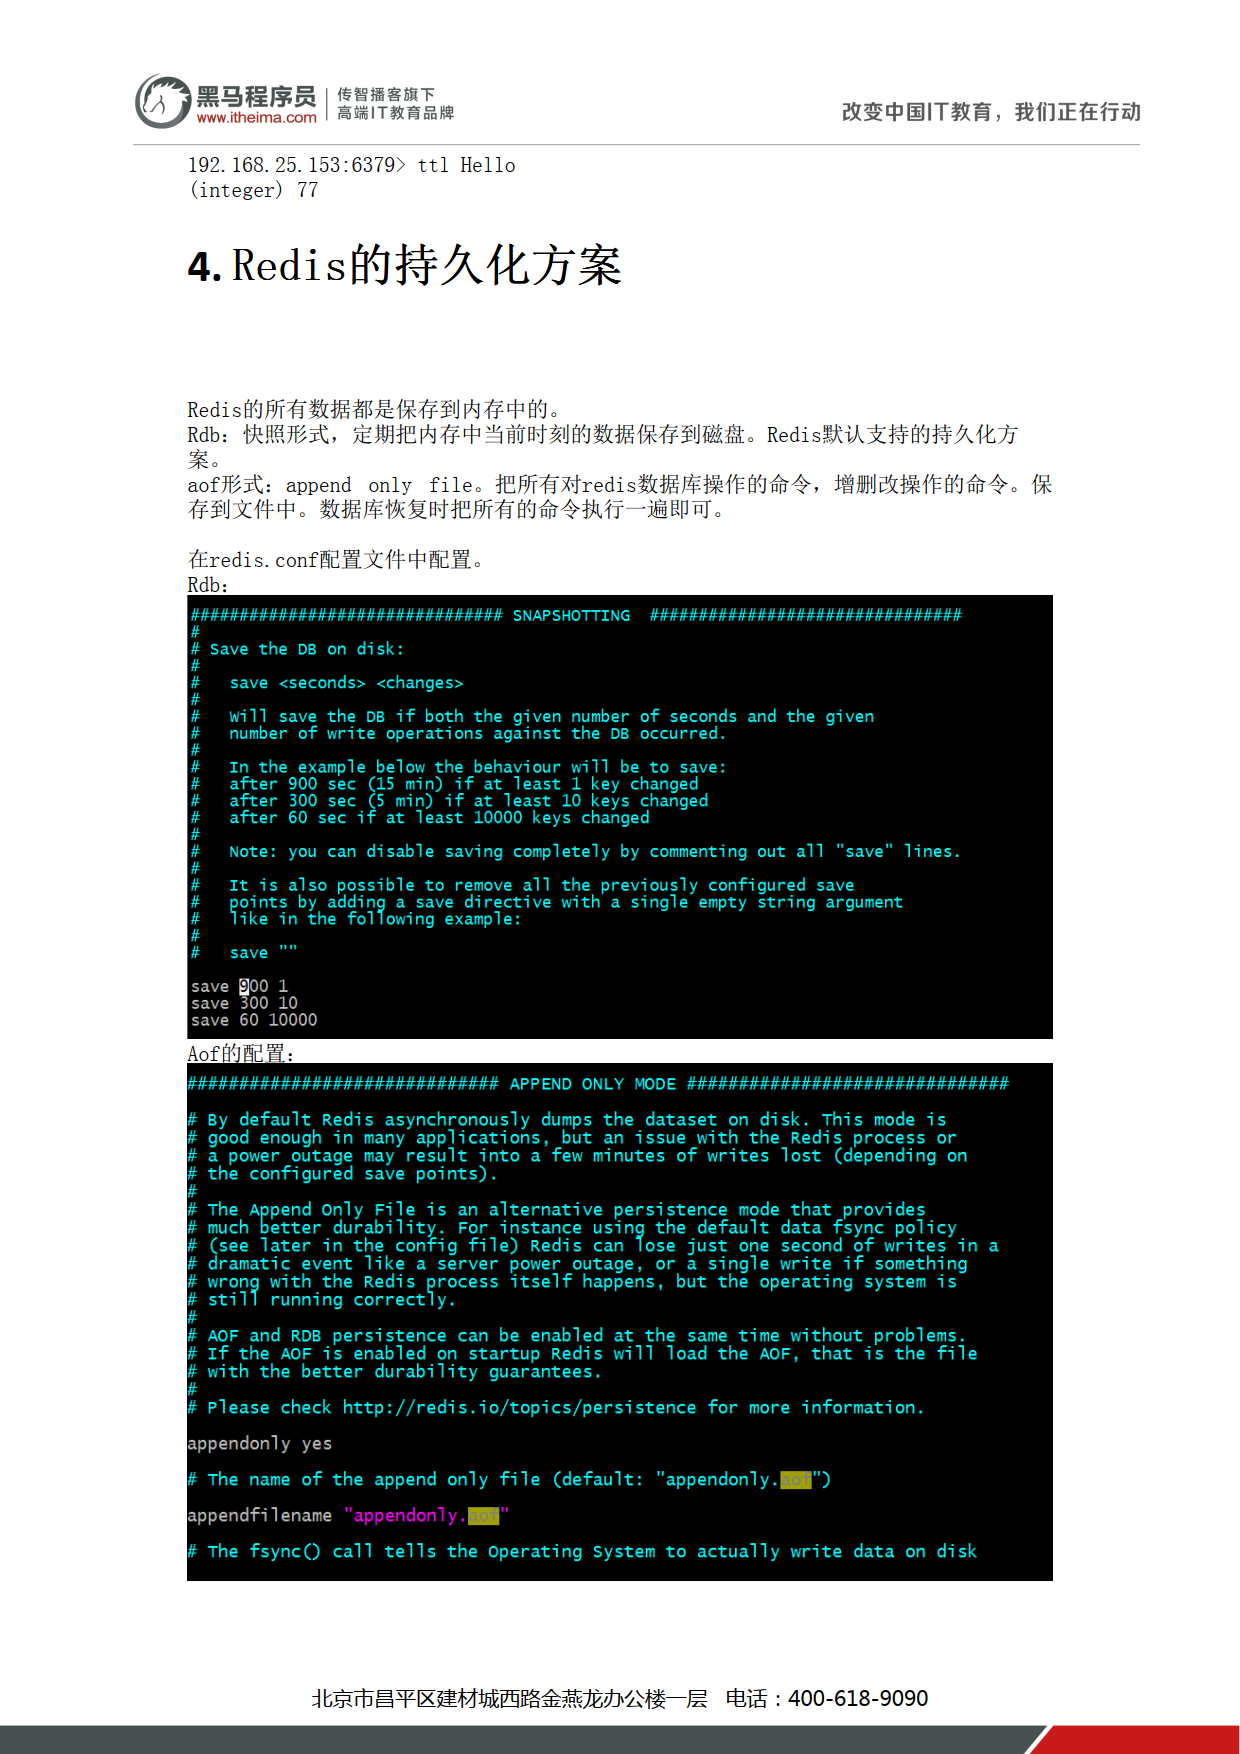 黑马程序员
www.itheima.com
传智播客旗下
高端IT教育品牌
改变中国IT教育，我们正在行动
192.168.25.153:6379> ttl Hello
(integer) 77
4. Redis的持久化方案
Redis的所有数据都是保存到内存中的。
Rdb：快照形式，定期把内存中当前时刻的数据保存到磁盘。Redis默认支持的持久化方
案。
aof形式：append only file。把所有对redis数据库操作的命令，增删改操作的命令。保
存到文件中。数据库恢复时把所有的命令执行一遍即可。
在redis.conf配置文件中配置。
Rdb：
################################ SNAPSHOTTING ################################
#
# Save the DB on disk:
#
#   save <seconds> <changes>
#
#   Will save the DB if both the given number of seconds and the given
#   number of write operations against the DB occurred.
#
#   In the example below the behaviour will be to save:
#   after 900 sec (15 min) if at least 1 key changed
#   after 300 sec (5 min) if at least 10 keys changed
#   after 60 sec if at least 10000 keys changed
#
#   Note: you can disable saving completely by commenting out all "save" lines.
#
#   It is also possible to remove all the previously configured save
#   points by adding a save directive with a single empty string argument
#   like in the following example:
#
#   save ""
save 900 1
save 300 10
save 60 10000
Aof的配置：
############################## APPEND ONLY MODE ###############################
# By default Redis asynchronously dumps the dataset on disk. This mode is
# good enough in many applications, but an issue with the Redis process or
# a power outage may result into a few minutes of writes lost (depending on
# the configured save points).
#
# The Append Only File is an alternative persistence mode that provides
# much better durability. For instance using the default data fsync policy
# (see later in the config file) Redis can lose just one second of writes in a
# dramatic event like a server power outage, or a single write if something
# wrong with the Redis process itself happens, but the operating system is
# still running correctly.
#
# AOF and RDB persistence can be enabled at the same time without problems.
# If the AOF is enabled on startup Redis will load the AOF, that is the file
# with the better durability guarantees.
#
# Please check http://redis.io/topics/persistence for more information.
appendonly yes
# The name of the append only file (default: "appendonly.aof")
appendfilename "appendonly.aof"
# The fsync() call tells the Operating System to actually write data on disk
北京市昌平区建材城西路金燕龙办公楼一层 电话：400-618-9090